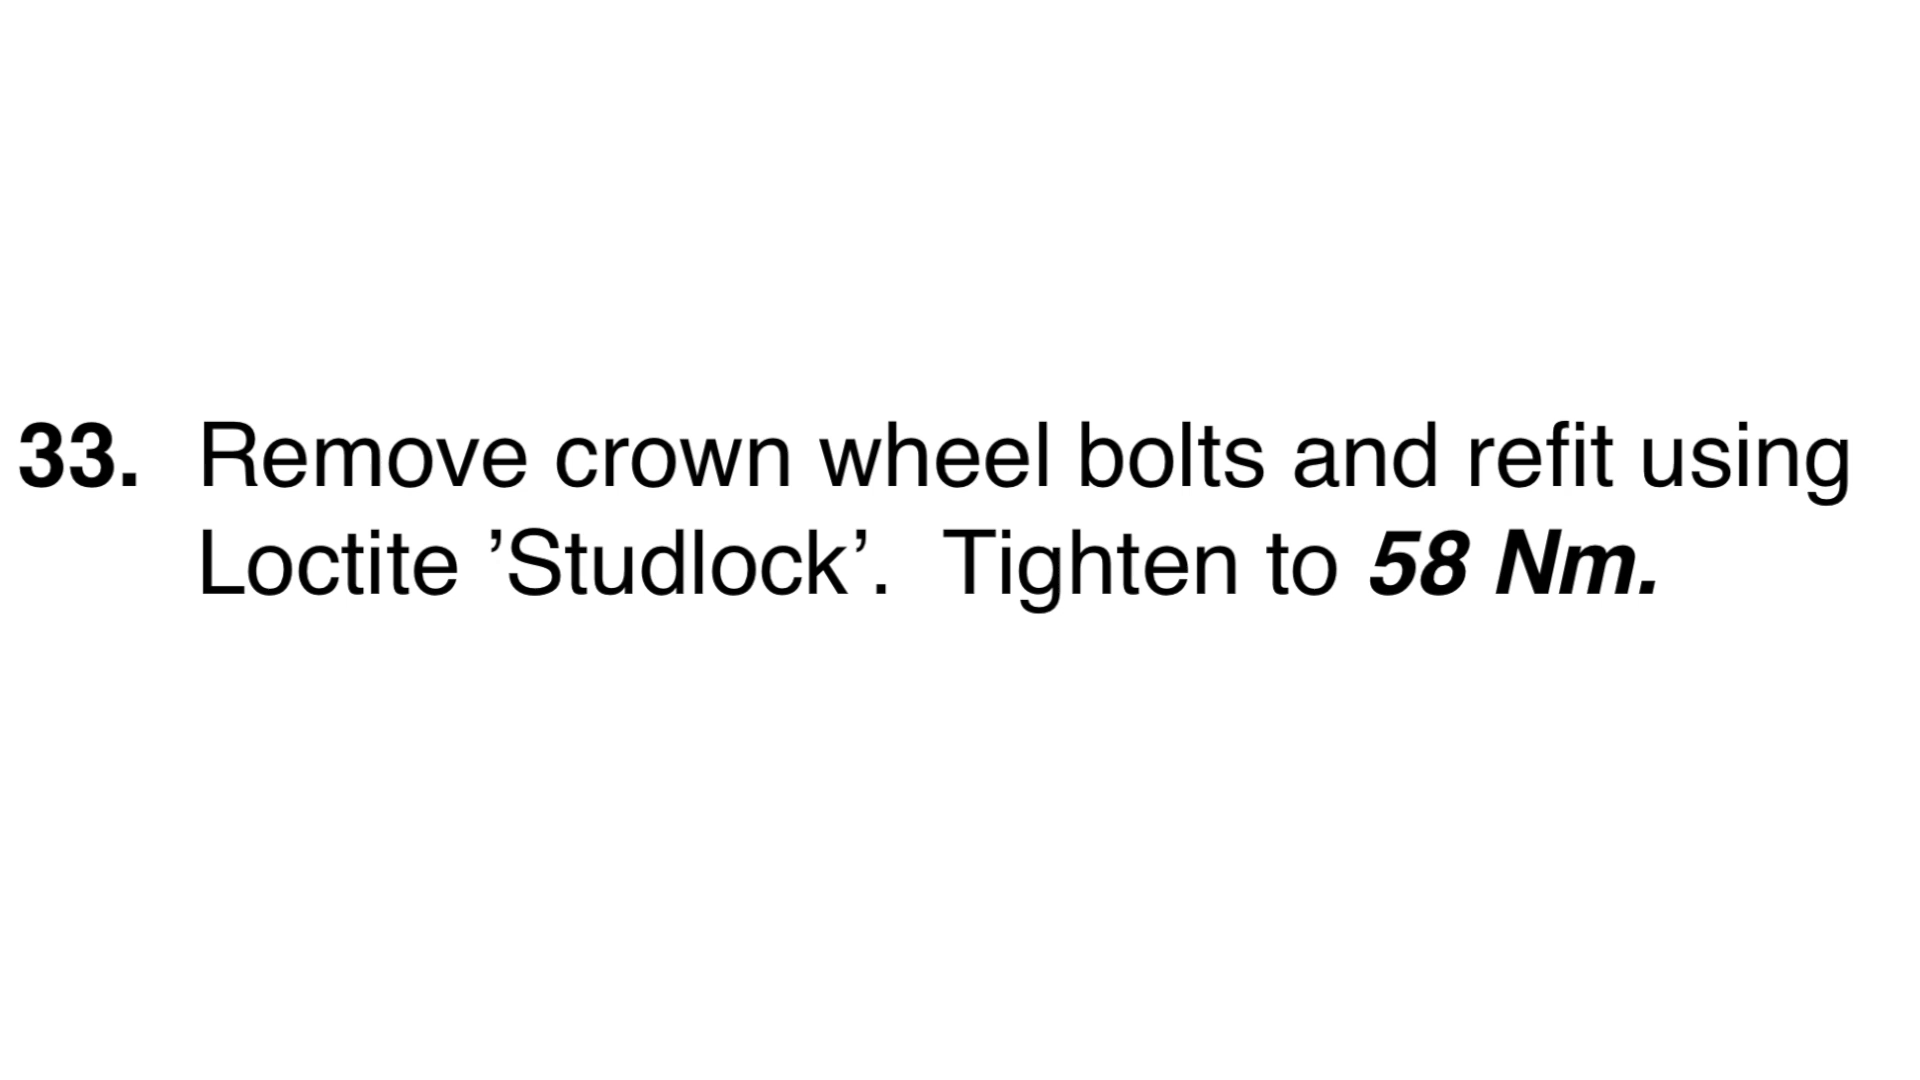 33. Remove crown wheel bolts and refit using
Loctite ’Studlock’. Tighten to 58 Nm.